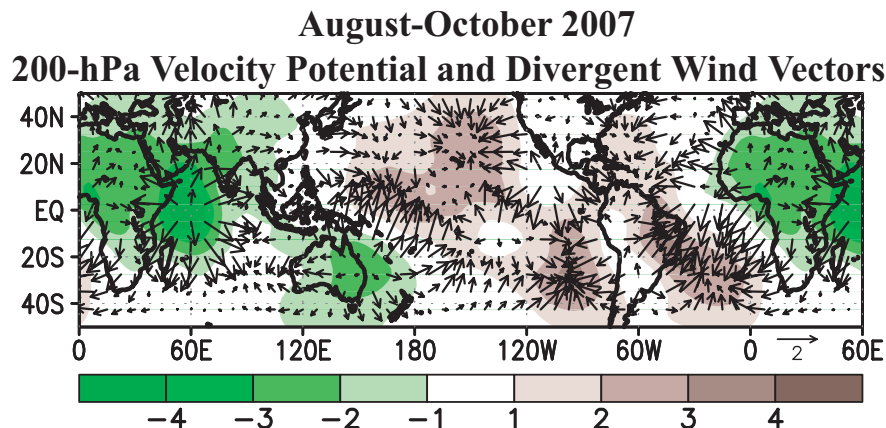 August-October 2007
200-hPa Velocity Potential and Divergent Wind Vectors
40N
20N
EQ
20S
40S
0 60E 120E 180 120W 60W 0 2 60E
−4 −3 −2 −1 1 2 3 4